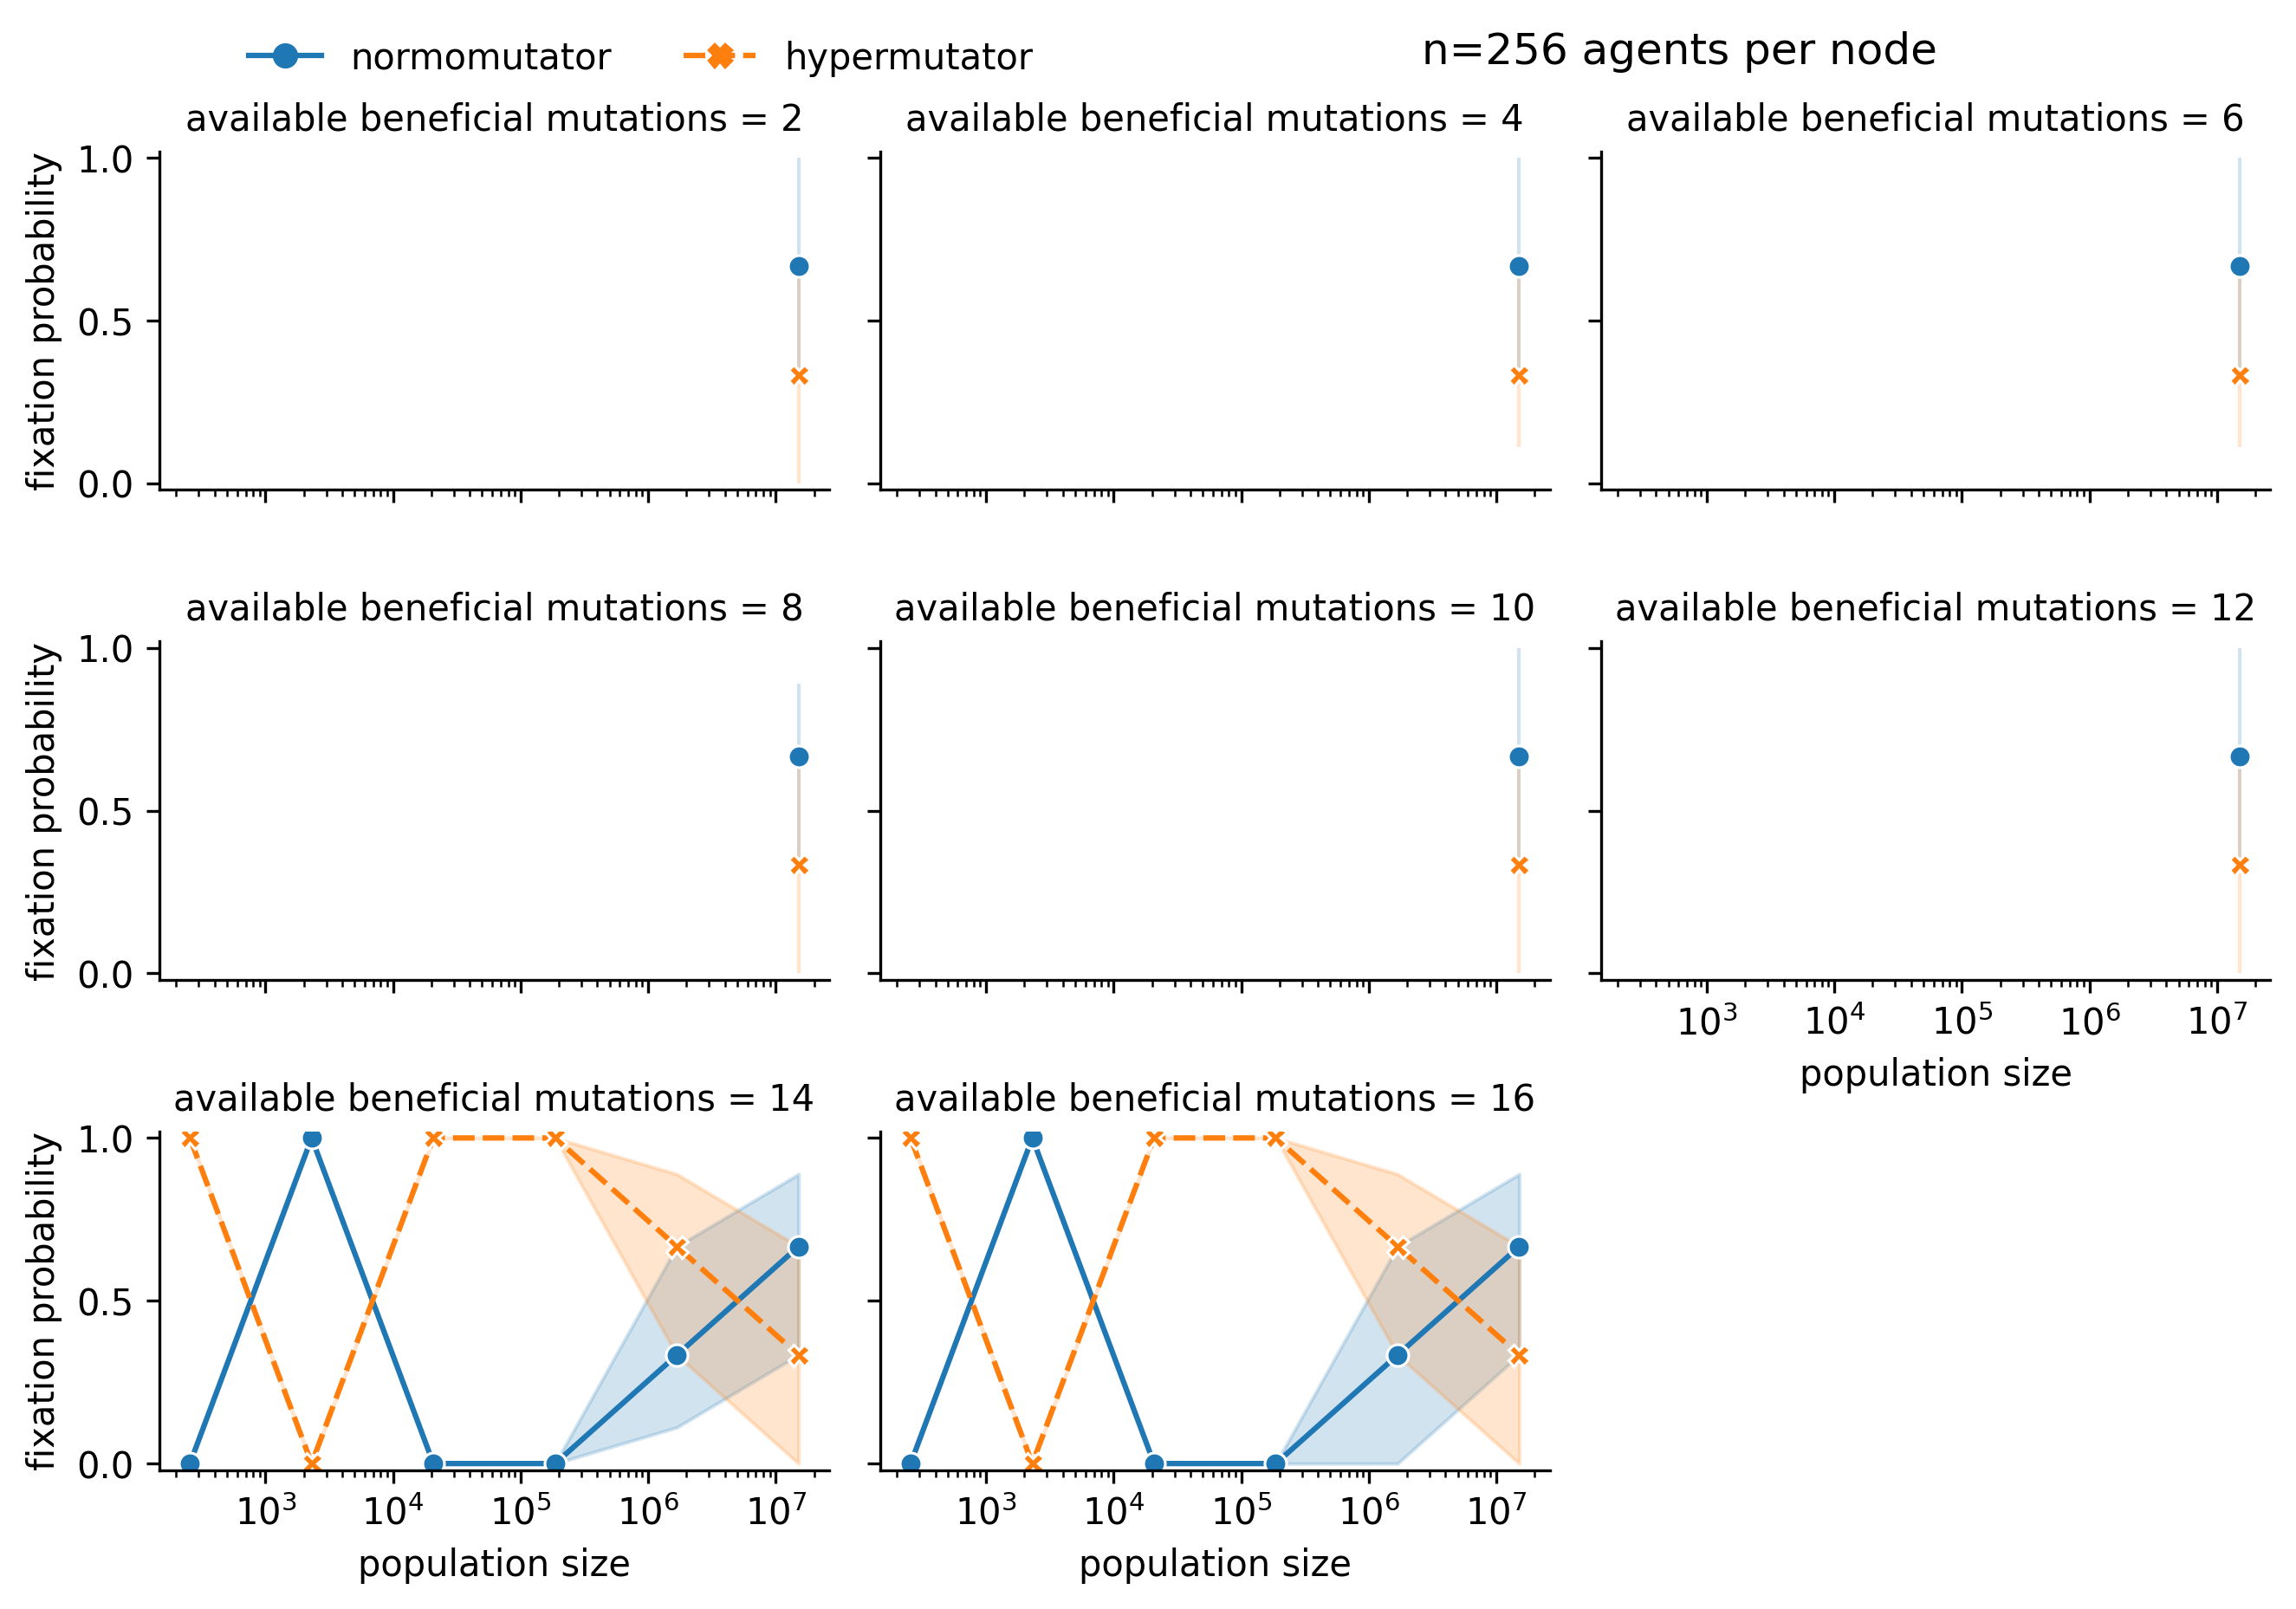 normomutator hypermutator n=256 agents per node
available beneficial mutations = 2 available beneficial mutations = 4 available beneficial mutations = 6
fixation probability
1.0
0.5
0.0
available beneficial mutations = 8 available beneficial mutations = 10 available beneficial mutations = 12
fixation probability
1.0
0.5
0.0
10³ 10⁴ 10⁵ 10⁶ 10⁷
population size
available beneficial mutations = 14 available beneficial mutations = 16
fixation probability
1.0
0.5
0.0
10³ 10⁴ 10⁵ 10⁶ 10⁷ 10³ 10⁴ 10⁵ 10⁶ 10⁷
population size population size